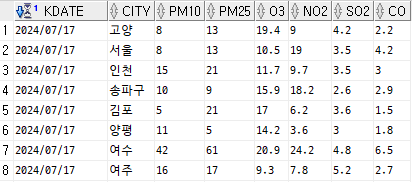 1 KDATE CITY PM10 PM25 O3 NO2 SO2 CO
1 2024/07/17 고양 8 13 19.4 9 4.2 2.2
2 2024/07/17 서울 8 13 10.5 19 3.5 4.2
3 2024/07/17 인천 15 21 11.7 9.7 3.5 3
4 2024/07/17 송파구 10 9 15.9 18.2 2.6 2.9
5 2024/07/17 김포 5 21 17 6.2 3.6 1.5
6 2024/07/17 양평 11 5 14.2 3.6 3 1.8
7 2024/07/17 여수 42 61 20.9 24.2 4.8 6.5
8 2024/07/17 여주 16 17 9.3 7.8 5.2 2.7